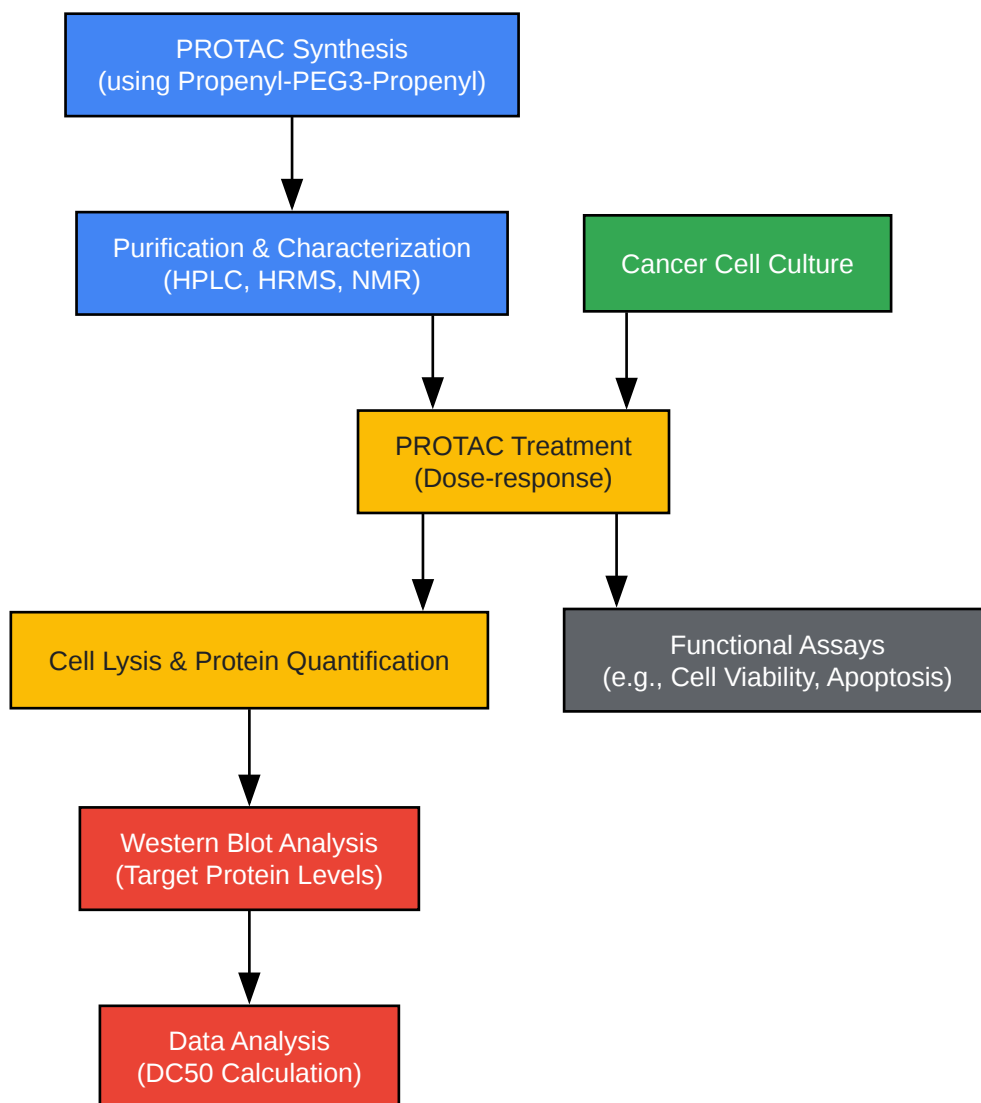 PROTAC Synthesis
(using Propenyl-PEG3-Propenyl)
Purification & Characterization
(HPLC, HRMS, NMR)
Cancer Cell Culture
PROTAC Treatment
(Dose-response)
Cell Lysis & Protein Quantification
Functional Assays
(e.g., Cell Viability, Apoptosis)
Western Blot Analysis
(Target Protein Levels)
Data Analysis
(DC50 Calculation)